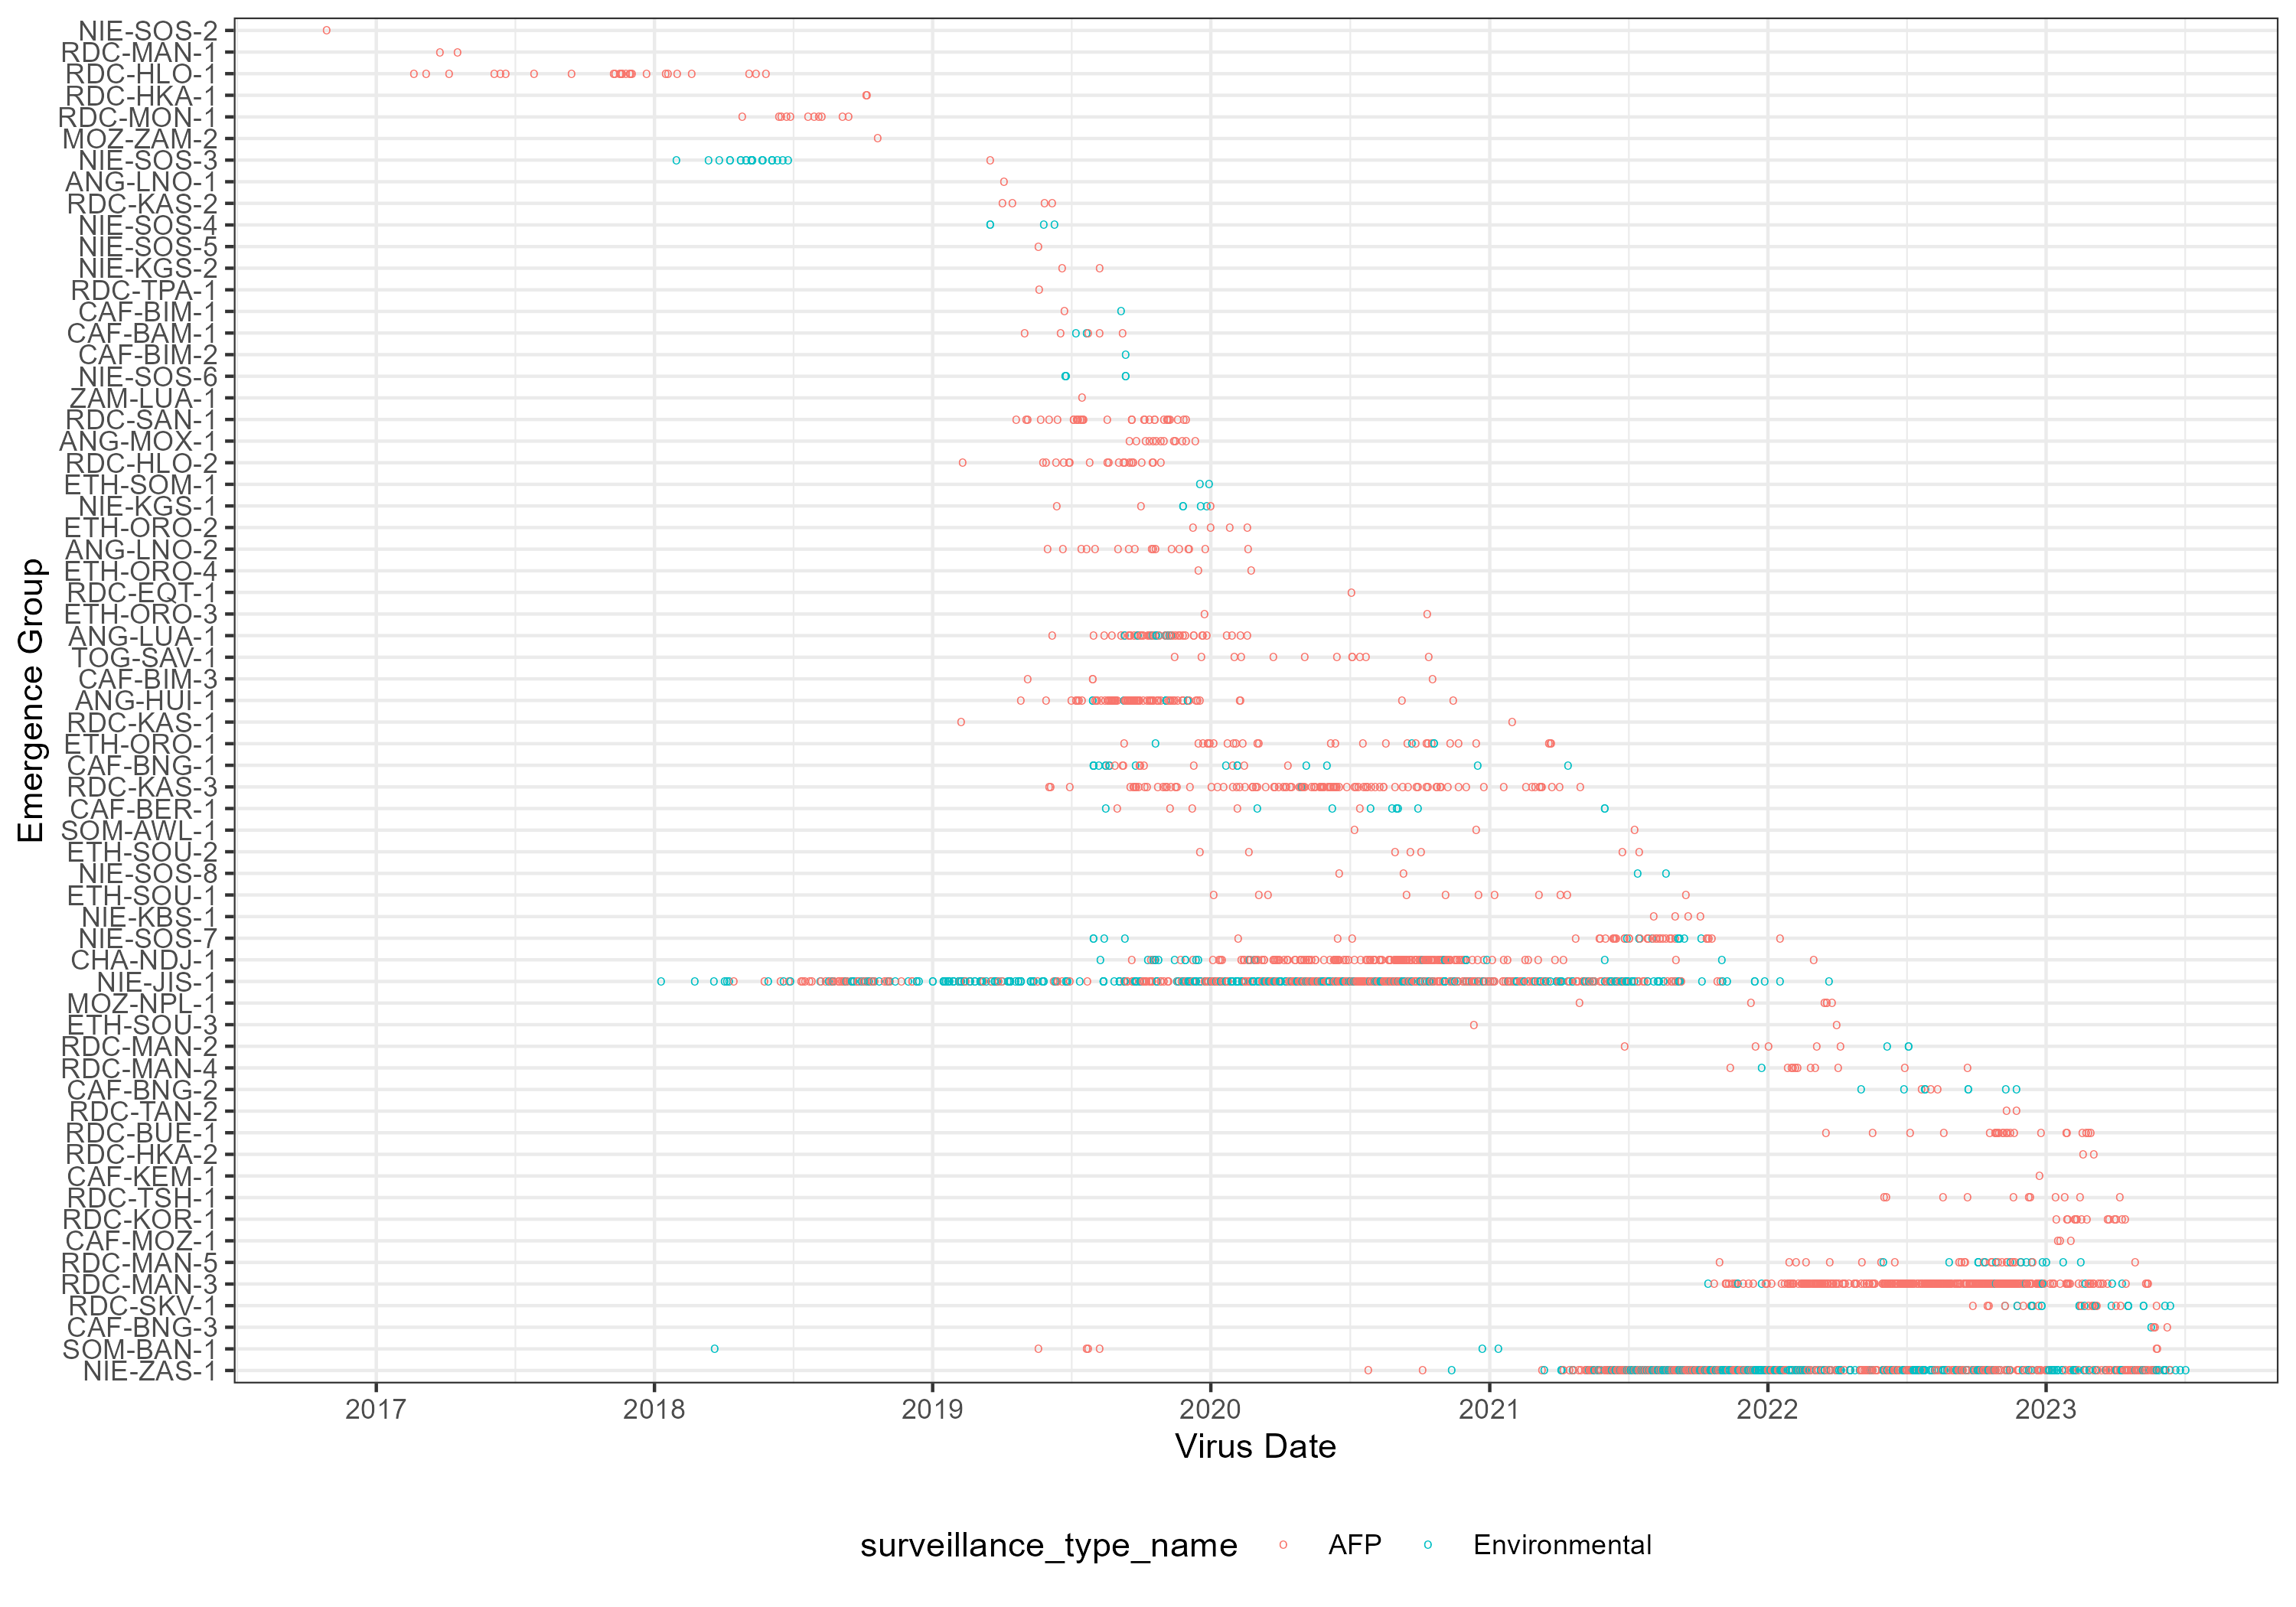 NIE-SOS-2
RDC-MAN-1
RDC-HLO-1
RDC-HKA-1
RDC-MON-1
MOZ-ZAM-2
NIE-SOS-3
ANG-LNO-1
RDC-KAS-2
NIE-SOS-4
NIE-SOS-5
NIE-KGS-2
RDC-TPA-1
CAF-BIM-1
CAF-BAM-1
CAF-BIM-2
NIE-SOS-6
ZAM-LUA-1
RDC-SAN-1
ANG-MOX-1
RDC-HLO-2
ETH-SOM-1
NIE-KGS-1
ETH-ORO-2
ANG-LNO-2
ETH-ORO-4
RDC-EQT-1
ETH-ORO-3
ANG-LUA-1
TOG-SAV-1
CAF-BIM-3
ANG-HUI-1
RDC-KAS-1
ETH-ORO-1
CAF-BNG-1
RDC-KAS-3
CAF-BER-1
SOM-AWL-1
ETH-SOU-2
NIE-SOS-8
ETH-SOU-1
NIE-KBS-1
NIE-SOS-7
CHA-NDJ-1
NIE-JIS-1
MOZ-NPL-1
ETH-SOU-3
RDC-MAN-2
RDC-MAN-4
CAF-BNG-2
RDC-TAN-2
RDC-BUE-1
RDC-HKA-2
CAF-KEM-1
RDC-TSH-1
RDC-KOR-1
CAF-MOZ-1
RDC-MAN-5
RDC-MAN-3
RDC-SKV-1
CAF-BNG-3
SOM-BAN-1
NIE-ZAS-1
Emergence Group
2017 2018 2019 2020 2021 2022 2023
Virus Date
surveillance_type_name AFP Environmental